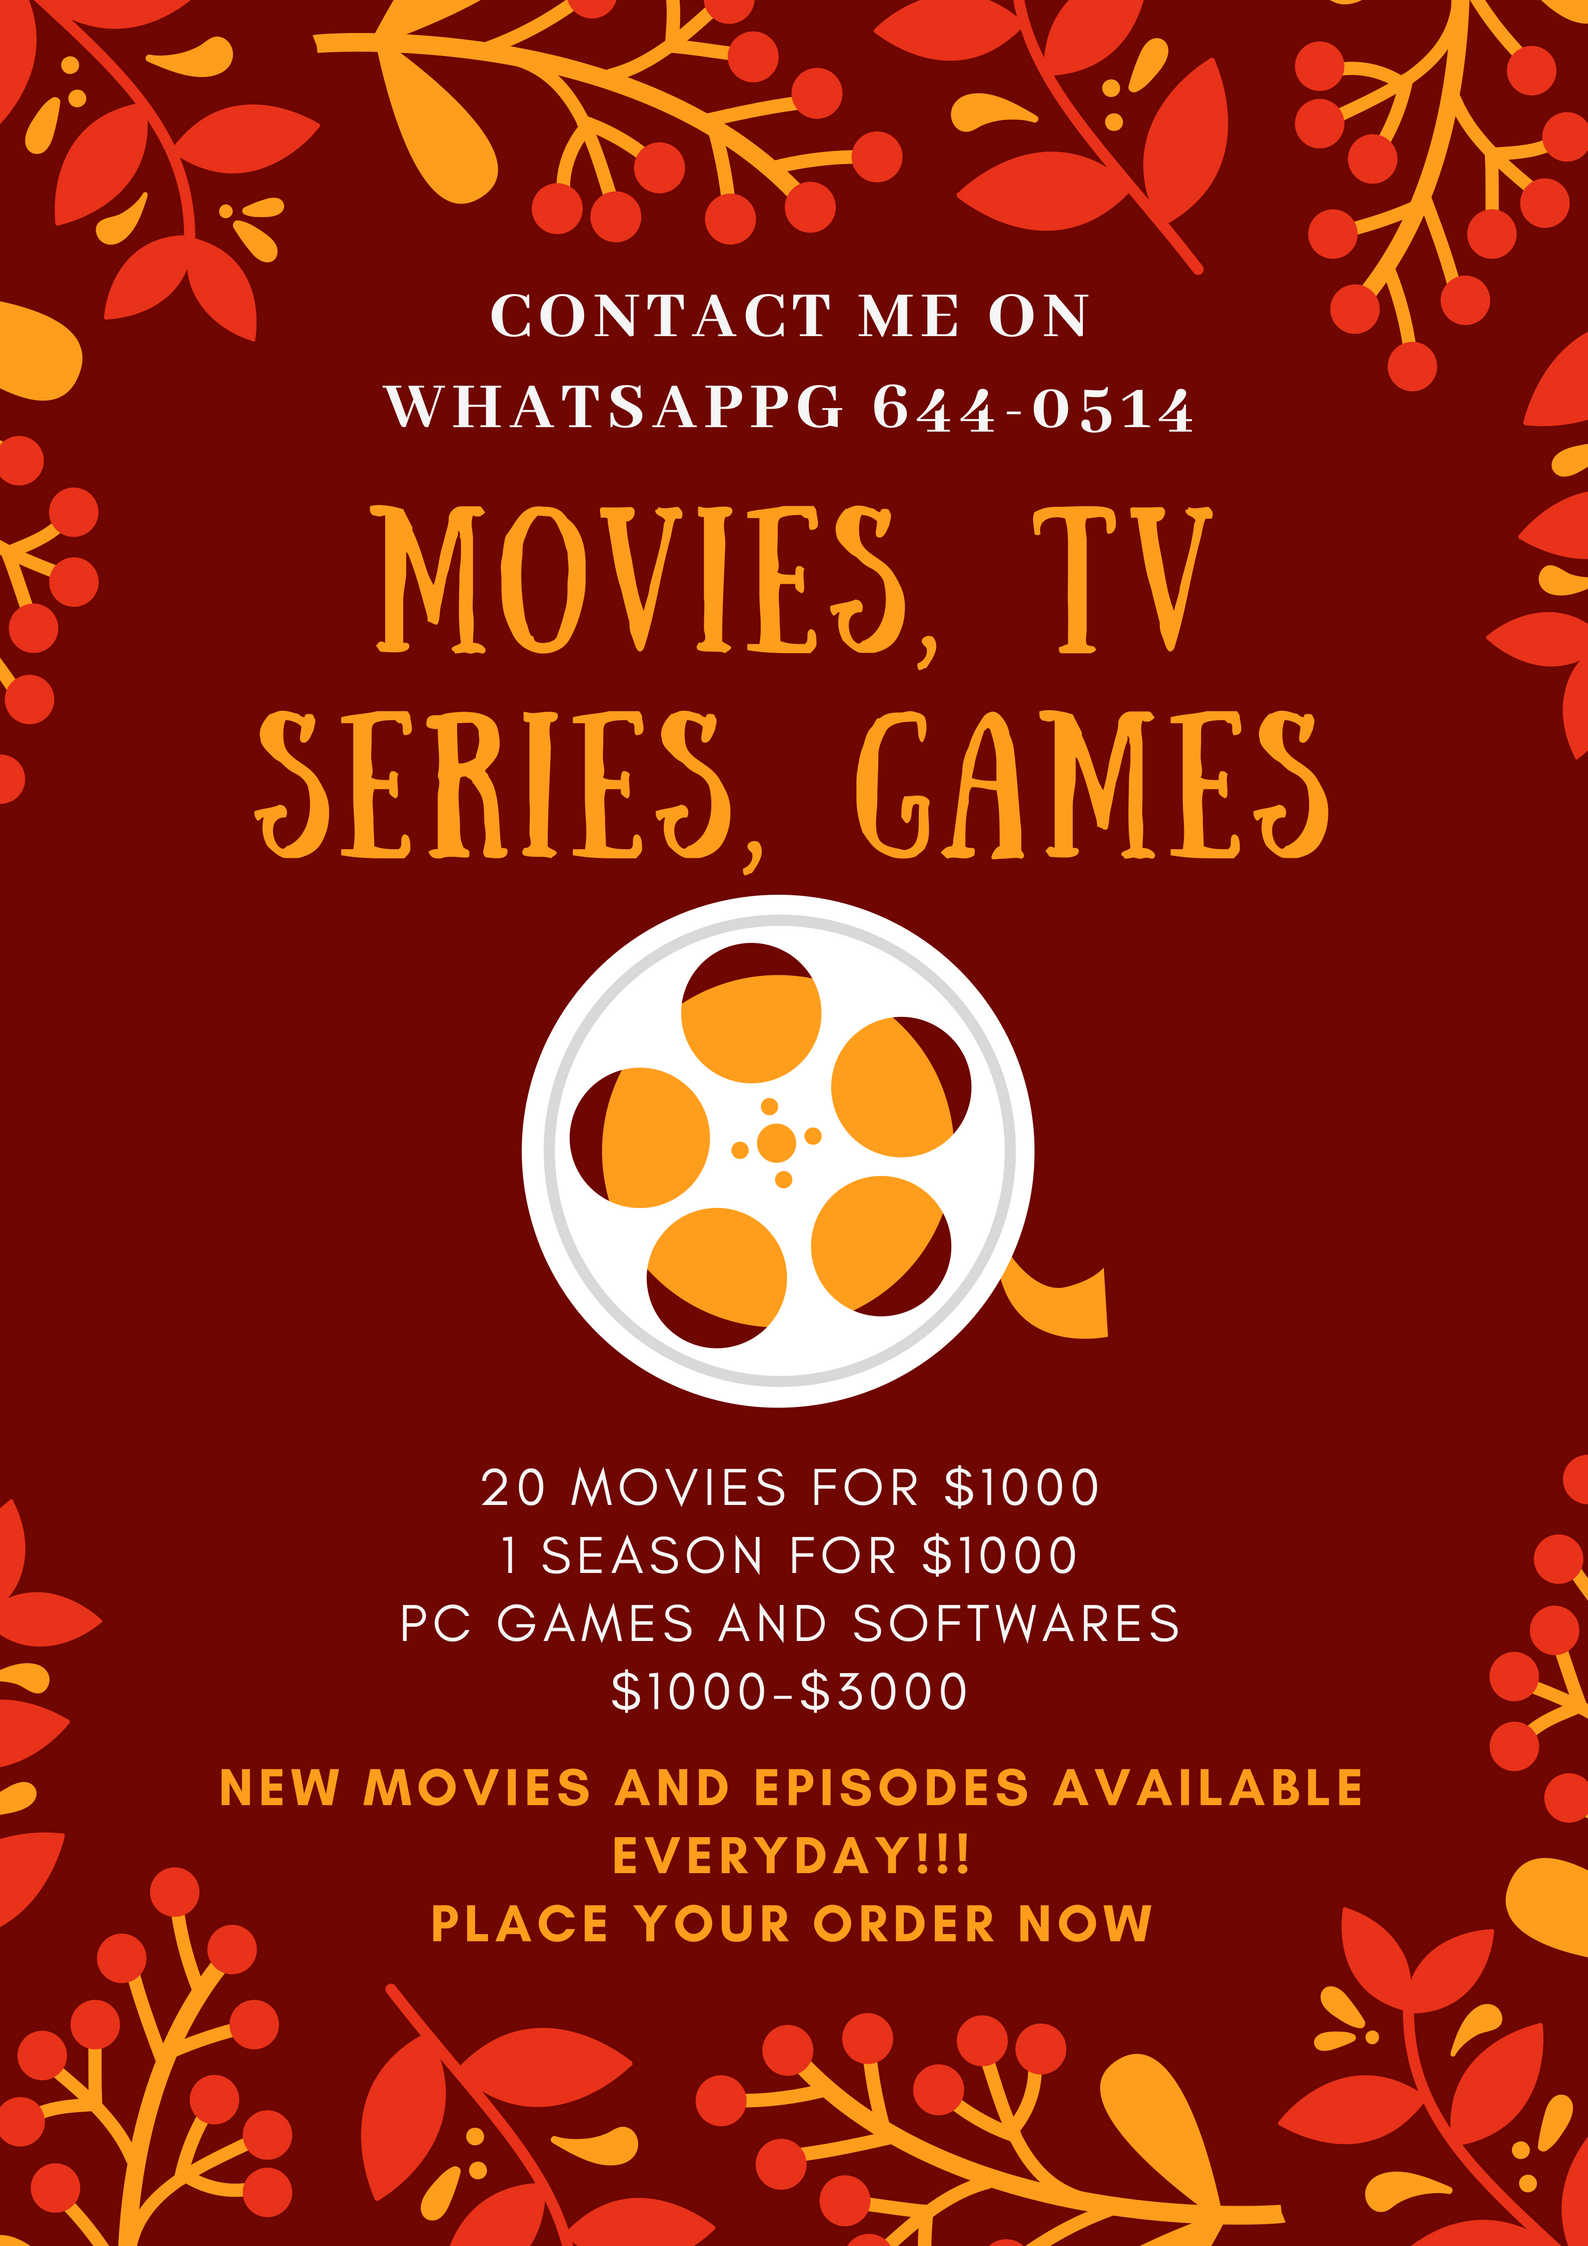 CONTACT ME ON
WHATSAPPG 644-0514
MOVIES, TV
SERIES, GAMES
20 MOVIES FOR $1000
1 SEASON FOR $1000
PC GAMES AND SOFTWARES
$1000-$3000
NEW MOVIES AND EPISODES AVAILABLE
EVERYDAY!!!
PLACE YOUR ORDER NOW